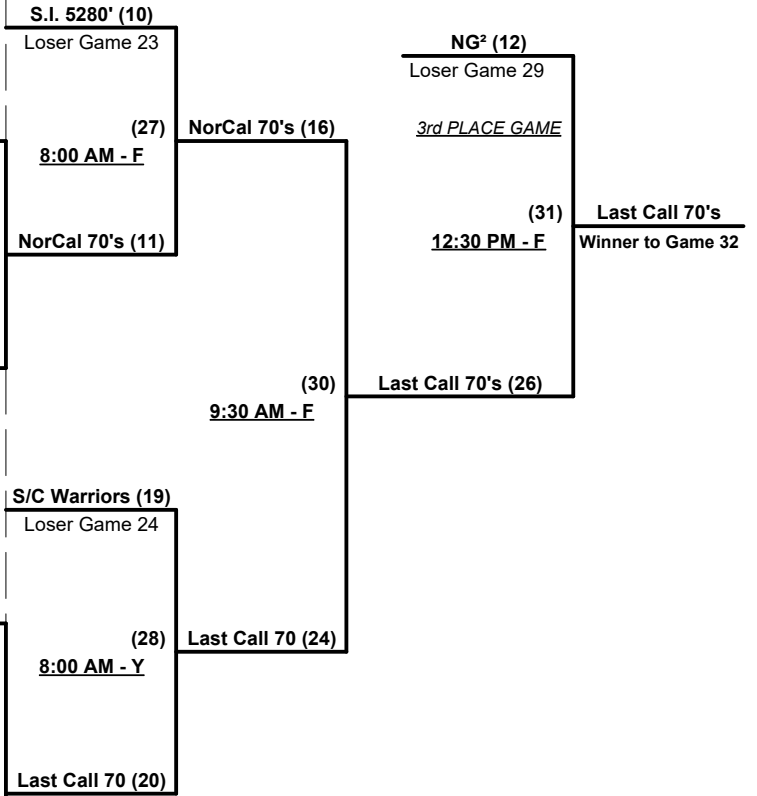 S.I. 5280' (10)
Loser Game 23
NG² (12)
Loser Game 29
(27)
NorCal 70's (16)
3rd PLACE GAME
8:00 AM - F
(31)
Last Call 70's
NorCal 70's (11)
12:30 PM - F
Winner to Game 32
(30)
Last Call 70's (26)
9:30 AM - F
S/C Warriors (19)
Loser Game 24
(28)
Last Call 70 (24)
8:00 AM - Y
Last Call 70 (20)